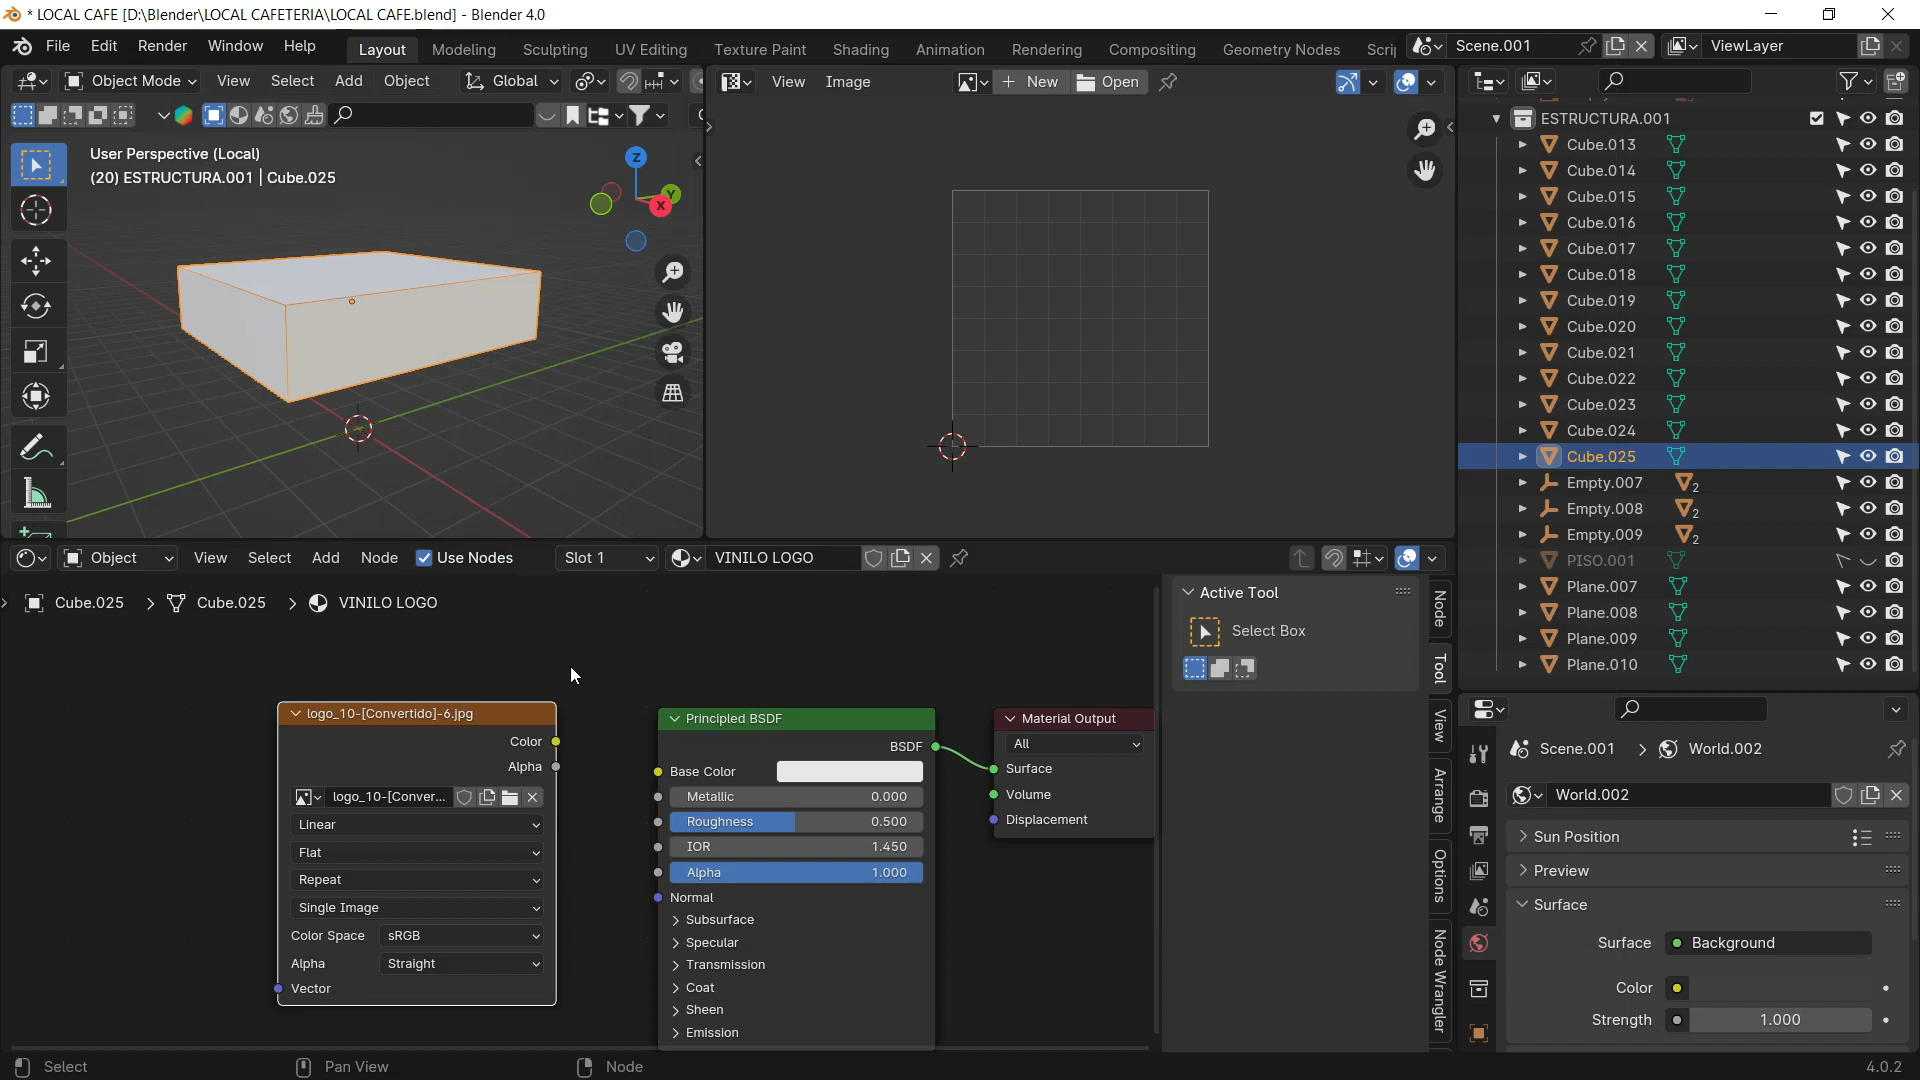 * LOCAL CAFE [D:\Blender\LOCAL CAFETERIA\LOCAL CAFE.blend] - Blender 4.0
File Edit Render Window Help Layout Modeling Sculpting UV Editing Texture Paint Shading Animation Rendering Compositing Geometry Nodes Scrip Scene.001 ViewLayer
Object Mode View Select Add Object Global View Image New Open
User Perspective (Local)
(20) ESTRUCTURA.001 | Cube.025
Z
Y
X
ESTRUCTURA.001
Cube.013
Cube.014
Cube.015
Cube.016
Cube.017
Cube.018
Cube.019
Cube.020
Cube.021
Cube.022
Cube.023
Cube.024
Cube.025
Empty.007 2
Empty.008 2
Empty.009 2
PISO.001
Plane.007
Plane.008
Plane.009
Plane.010
Object View Select Add Node Use Nodes Slot 1 VINILO LOGO
Cube.025 > Cube.025 > VINILO LOGO
logo_10-[Convertido]-6.jpg
Color
Alpha
logo_10-[Conver...
Linear
Flat
Repeat
Single Image
Color Space sRGB
Alpha Straight
Vector
Principled BSDF
BSDF
Base Color
Metallic 0.000
Roughness 0.500
IOR 1.450
Alpha 1.000
Normal
Subsurface
Specular
Transmission
Coat
Sheen
Emission
Material Output
All
Surface
Volume
Displacement
Active Tool
Select Box
Node
Tool
View
Arrange
Options
Node Wrangler
Scene.001 > World.002
World.002
Sun Position
Preview
Surface
Surface Background
Color
Strength 1.000
Select Pan View Node 4.0.2